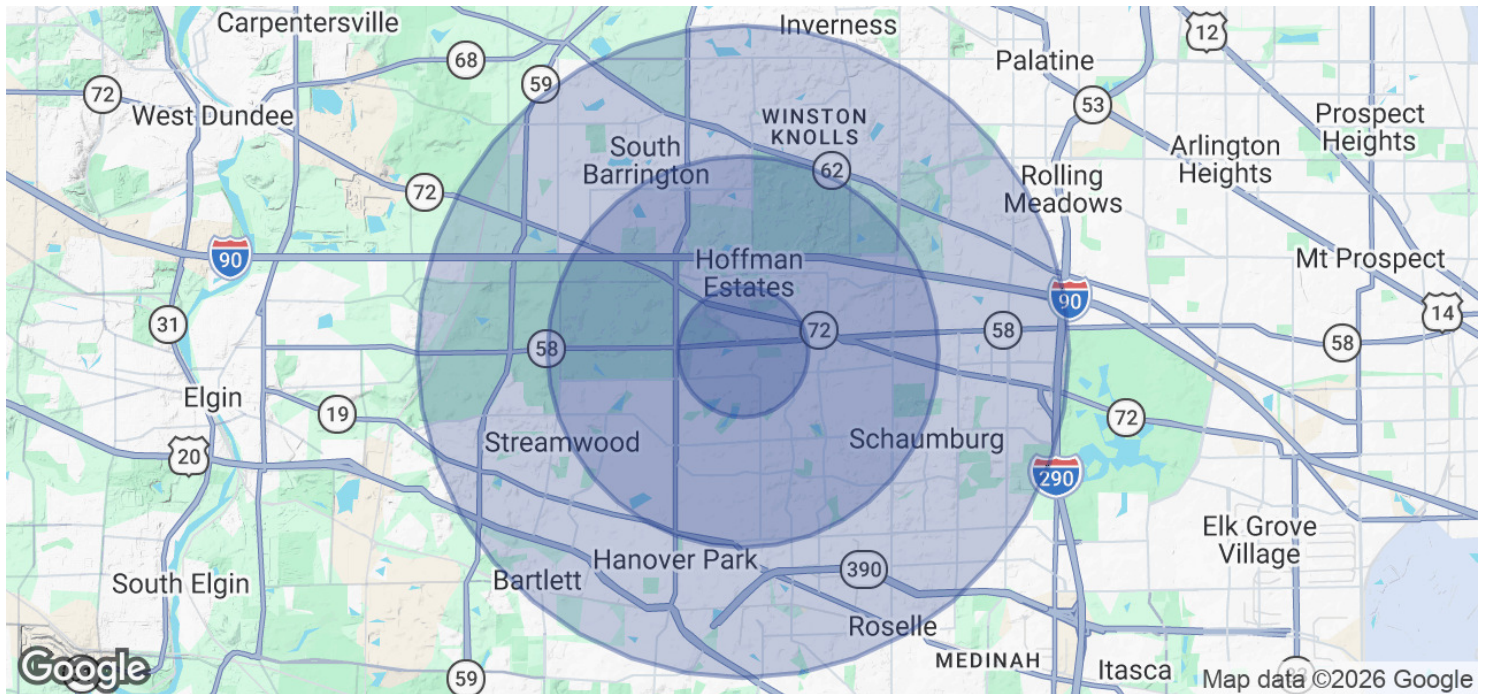 Carpentersville
Inverness
12
68
59
Palatine
72
53
West Dundee
WINSTON
KNOLLS
Prospect
Heights
South
Barrington
62
Arlington
Heights
72
Rolling
Meadows
90
Hoffman
Estates
Mt Prospect
90
14
31
72
58
58
58
Elgin
19
72
Streamwood
Schaumburg
20
290
Elk Grove
Village
Hanover Park
390
South Elgin
Bartlett
Roselle
MEDINAH
Itasca
Google
59
Map data ©2026 Google